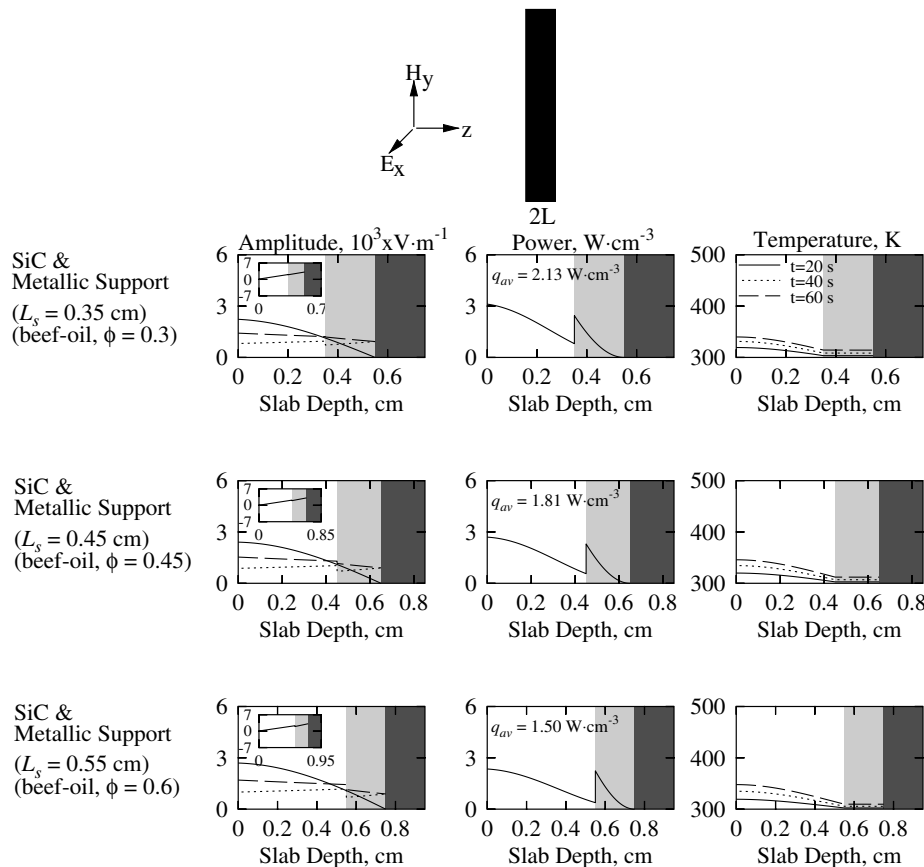 H_y
z
E_x
2L
Amplitude, 10³xV·m⁻¹
Power, W·cm⁻³
Temperature, K
SiC &
Metallic Support
(L_s = 0.35 cm)
(beef-oil, ϕ = 0.3)
6
3
0
7
0
-7
0
0.7
0 0.2 0.4 0.6
Slab Depth, cm
6
3
0
q_av = 2.13 W·cm⁻³
0 0.2 0.4 0.6
Slab Depth, cm
500
400
300
t=20 s
t=40 s
t=60 s
0 0.2 0.4 0.6
Slab Depth, cm
SiC &
Metallic Support
(L_s = 0.45 cm)
(beef-oil, ϕ = 0.45)
6
3
0
7
0
-7
0 0.85
0 0.2 0.4 0.6 0.8
Slab Depth, cm
6
3
0
q_av = 1.81 W·cm⁻³
0 0.2 0.4 0.6 0.8
Slab Depth, cm
500
400
300
0 0.2 0.4 0.6 0.8
Slab Depth, cm
SiC &
Metallic Support
(L_s = 0.55 cm)
(beef-oil, ϕ = 0.6)
6
3
0
7
0
-7
0 0.95
0 0.2 0.4 0.6 0.8
Slab Depth, cm
6
3
0
q_av = 1.50 W·cm⁻³
0 0.2 0.4 0.6 0.8
Slab Depth, cm
500
400
300
0 0.2 0.4 0.6 0.8
Slab Depth, cm